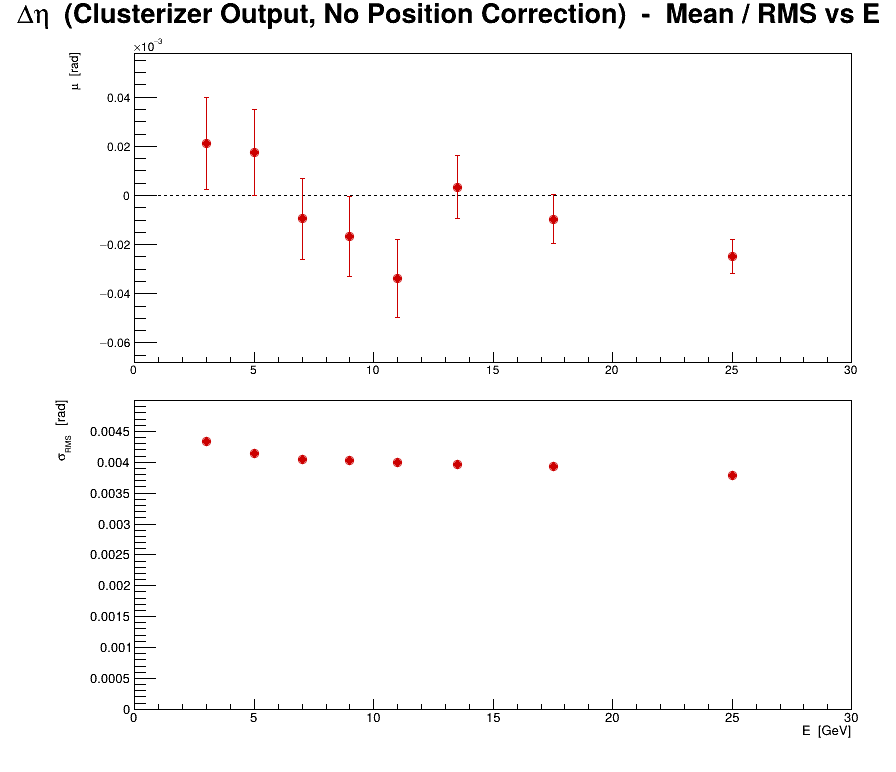 Δη (Clusterizer Output, No Position Correction) - Mean / RMS vs E
×10⁻³
μ [rad]
0.04
0.02
0
−0.02
−0.04
−0.06
0 5 10 15 20 25 30
σRMS [rad]
0.0045
0.004
0.0035
0.003
0.0025
0.002
0.0015
0.001
0.0005
0
0 5 10 15 20 25 30
E [GeV]